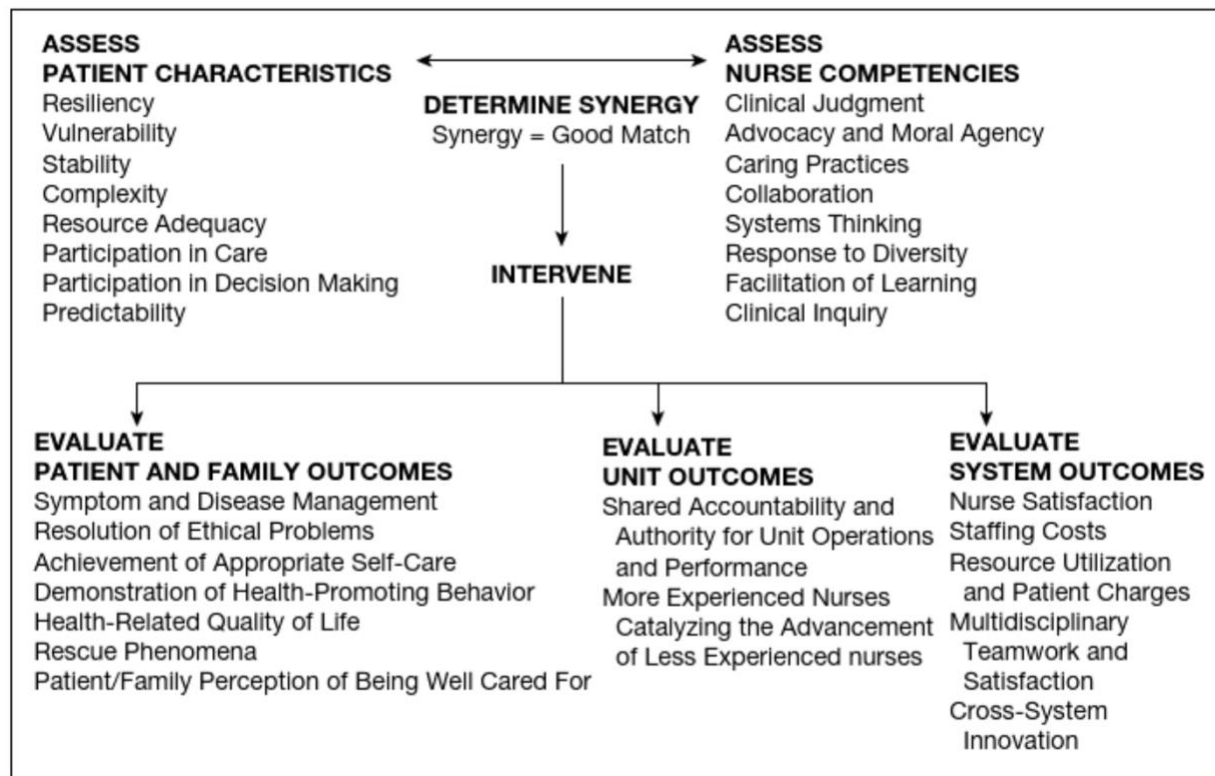 ASSESS
PATIENT CHARACTERISTICS
Resiliency
Vulnerability
Stability
Complexity
Resource Adequacy
Participation in Care
Participation in Decision Making
Predictability
DETERMINE SYNERGY
Synergy = Good Match
INTERVENE
ASSESS
NURSE COMPETENCIES
Clinical Judgment
Advocacy and Moral Agency
Caring Practices
Collaboration
Systems Thinking
Response to Diversity
Facilitation of Learning
Clinical Inquiry
EVALUATE
PATIENT AND FAMILY OUTCOMES
Symptom and Disease Management
Resolution of Ethical Problems
Achievement of Appropriate Self-Care
Demonstration of Health-Promoting Behavior
Health-Related Quality of Life
Rescue Phenomena
Patient/Family Perception of Being Well Cared For
EVALUATE
UNIT OUTCOMES
Shared Accountability and
Authority for Unit Operations
and Performance
More Experienced Nurses
Catalyzing the Advancement
of Less Experienced nurses
EVALUATE
SYSTEM OUTCOMES
Nurse Satisfaction
Staffing Costs
Resource Utilization
and Patient Charges
Multidisciplinary
Teamwork and
Satisfaction
Cross-System
Innovation